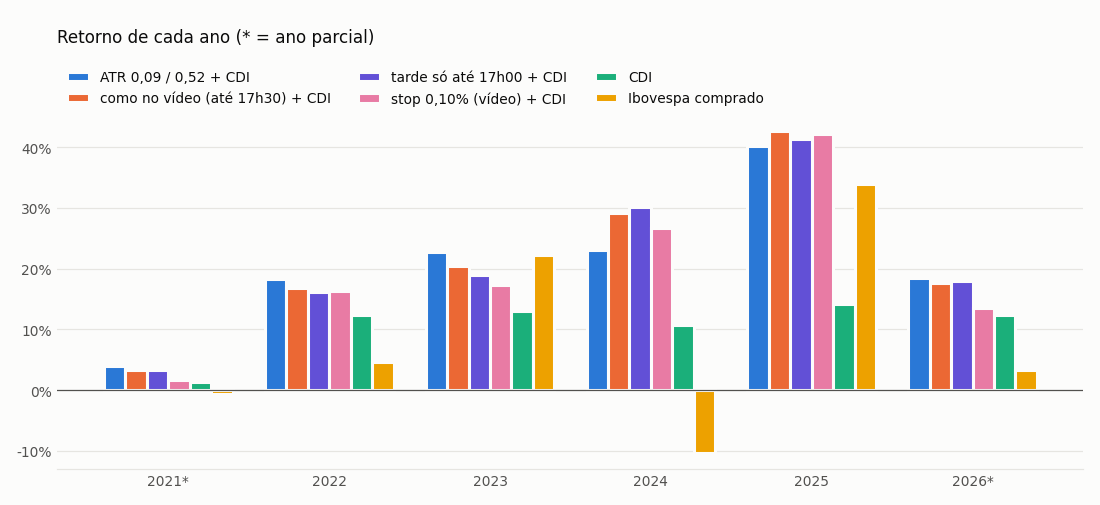 Retorno de cada ano (* = ano parcial)
ATR 0,09 / 0,52 + CDI
tarde só até 17h00 + CDI
CDI
como no vídeo (até 17h30) + CDI
stop 0,10% (vídeo) + CDI
Ibovespa comprado
40%
30%
20%
10%
0%
-10%
2021* 2022 2023 2024 2025 2026*